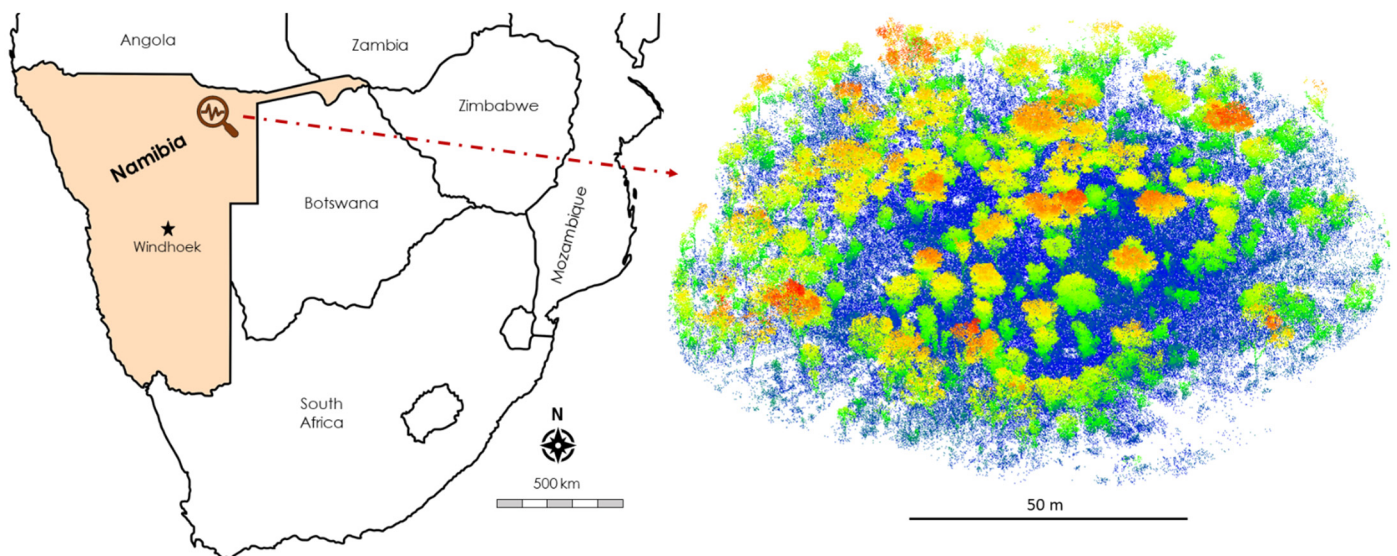 Angola
Zambia
Zimbabwe
Namibia
Botswana
Mozambique
Windhoek
South
Africa
N
500 km
50 m